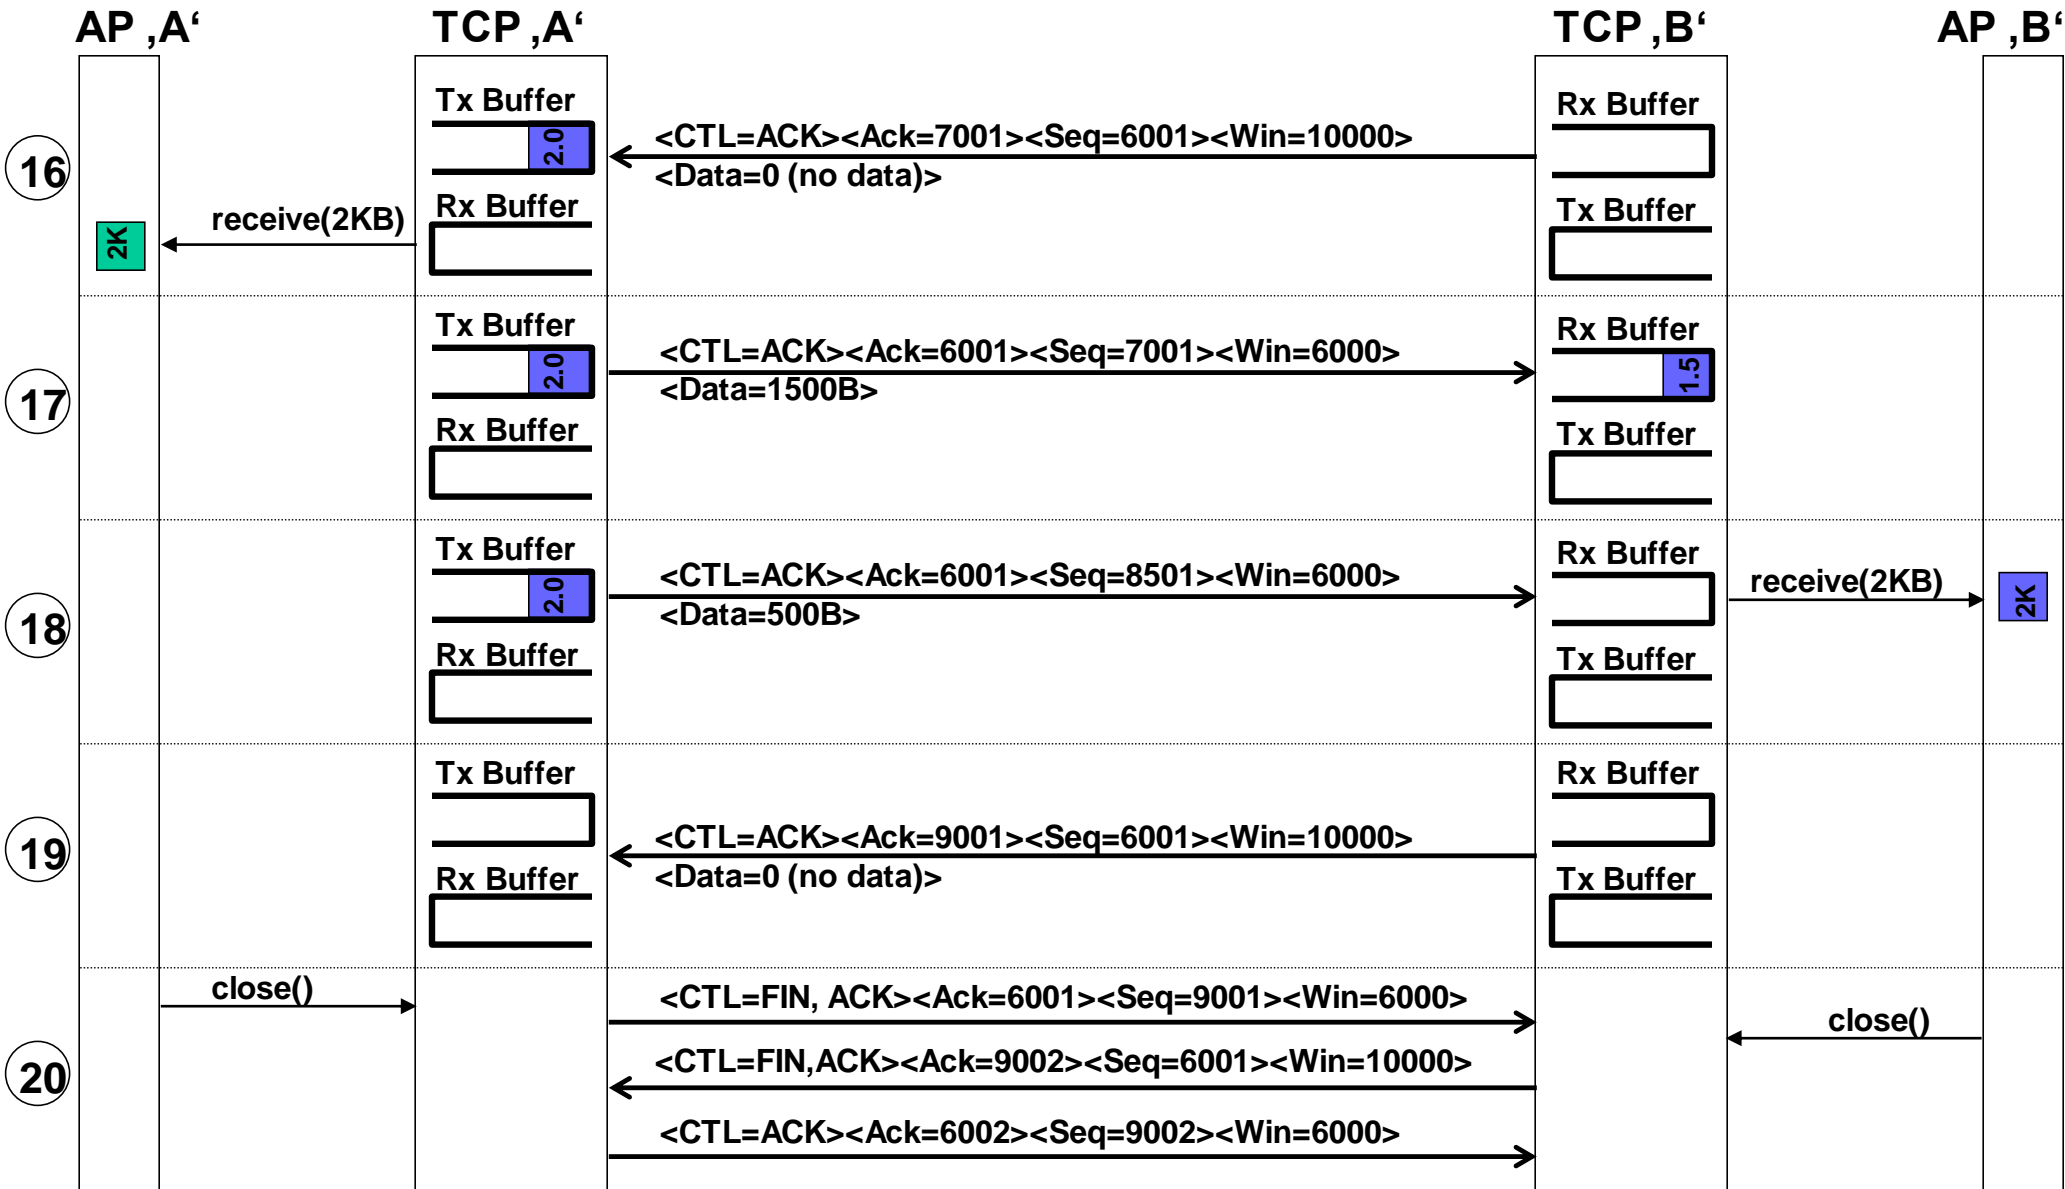 AP ‚A‘
TCP ‚A‘
TCP ‚B‘
AP ‚B‘
16
Tx Buffer
2.0
Rx Buffer
<CTL=ACK><Ack=7001><Seq=6001><Win=10000>
<Data=0 (no data)>
Rx Buffer
Tx Buffer
receive(2KB)
2K
17
Tx Buffer
2.0
Rx Buffer
<CTL=ACK><Ack=6001><Seq=7001><Win=6000>
<Data=1500B>
Rx Buffer
1.5
Tx Buffer
18
Tx Buffer
2.0
Rx Buffer
<CTL=ACK><Ack=6001><Seq=8501><Win=6000>
<Data=500B>
Rx Buffer
Tx Buffer
receive(2KB)
2K
19
Tx Buffer
Rx Buffer
<CTL=ACK><Ack=9001><Seq=6001><Win=10000>
<Data=0 (no data)>
Rx Buffer
Tx Buffer
20
close()
<CTL=FIN, ACK><Ack=6001><Seq=9001><Win=6000>
close()
<CTL=FIN,ACK><Ack=9002><Seq=6001><Win=10000>
<CTL=ACK><Ack=6002><Seq=9002><Win=6000>